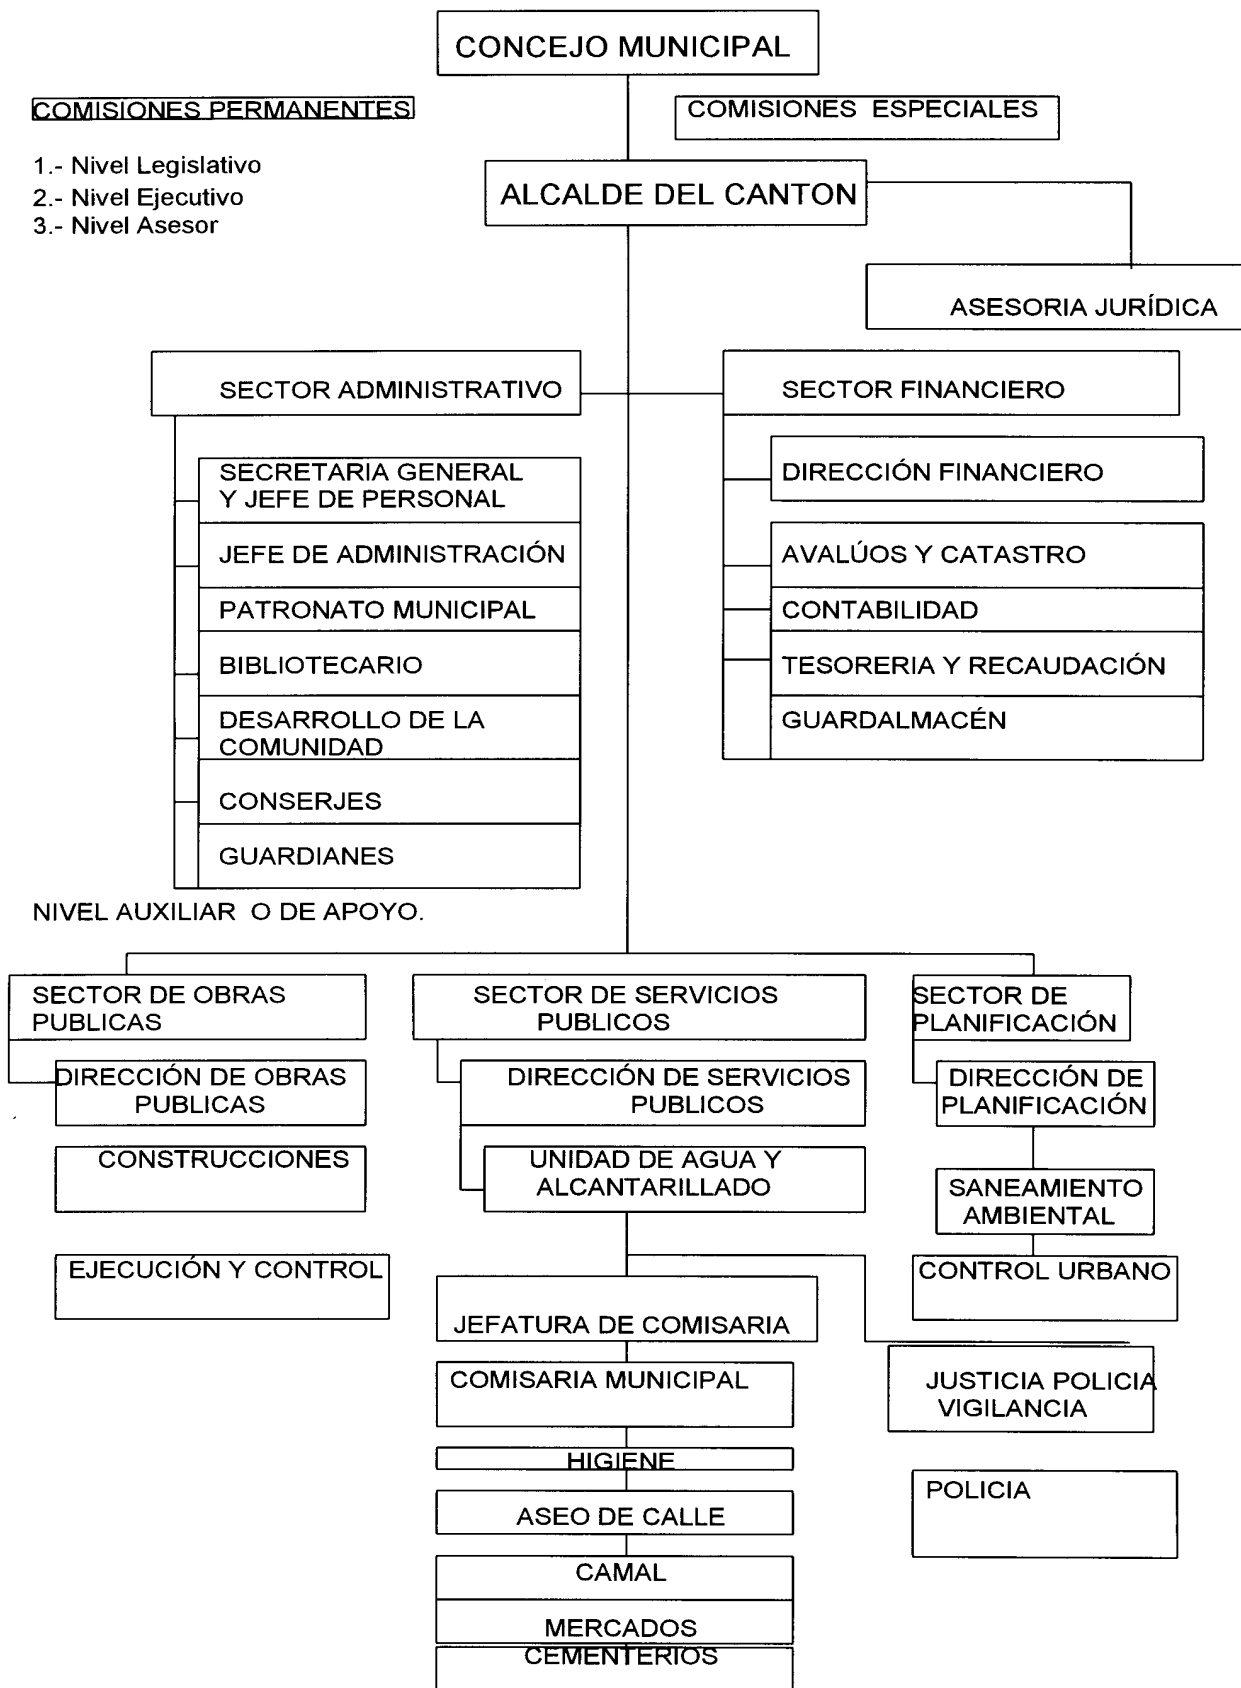 CONCEJO MUNICIPAL
COMISIONES PERMANENTES
COMISIONES ESPECIALES
1.- Nivel Legislativo
2.- Nivel Ejecutivo
3.- Nivel Asesor
ALCALDE DEL CANTON
ASESORIA JURÍDICA
SECTOR ADMINISTRATIVO
SECRETARIA GENERAL
Y JEFE DE PERSONAL
JEFE DE ADMINISTRACIÓN
PATRONATO MUNICIPAL
BIBLIOTECARIO
DESARROLLO DE LA
COMUNIDAD
CONSERJES
GUARDIANES
SECTOR FINANCIERO
DIRECCIÓN FINANCIERO
AVALÚOS Y CATASTRO
CONTABILIDAD
TESORERIA Y RECAUDACIÓN
GUARDALMACÉN
NIVEL AUXILIAR O DE APOYO.
SECTOR DE OBRAS
PUBLICAS
DIRECCIÓN DE OBRAS
PUBLICAS
CONSTRUCCIONES
EJECUCIÓN Y CONTROL
SECTOR DE SERVICIOS
PUBLICOS
DIRECCIÓN DE SERVICIOS
PUBLICOS
UNIDAD DE AGUA Y
ALCANTARILLADO
JEFATURA DE COMISARIA
COMISARIA MUNICIPAL
HIGIENE
ASEO DE CALLE
CAMAL
MERCADOS
CEMENTERIOS
SECTOR DE
PLANIFICACIÓN
DIRECCIÓN DE
PLANIFICACIÓN
SANEAMIENTO
AMBIENTAL
CONTROL URBANO
JUSTICIA POLICIA
VIGILANCIA
POLICIA